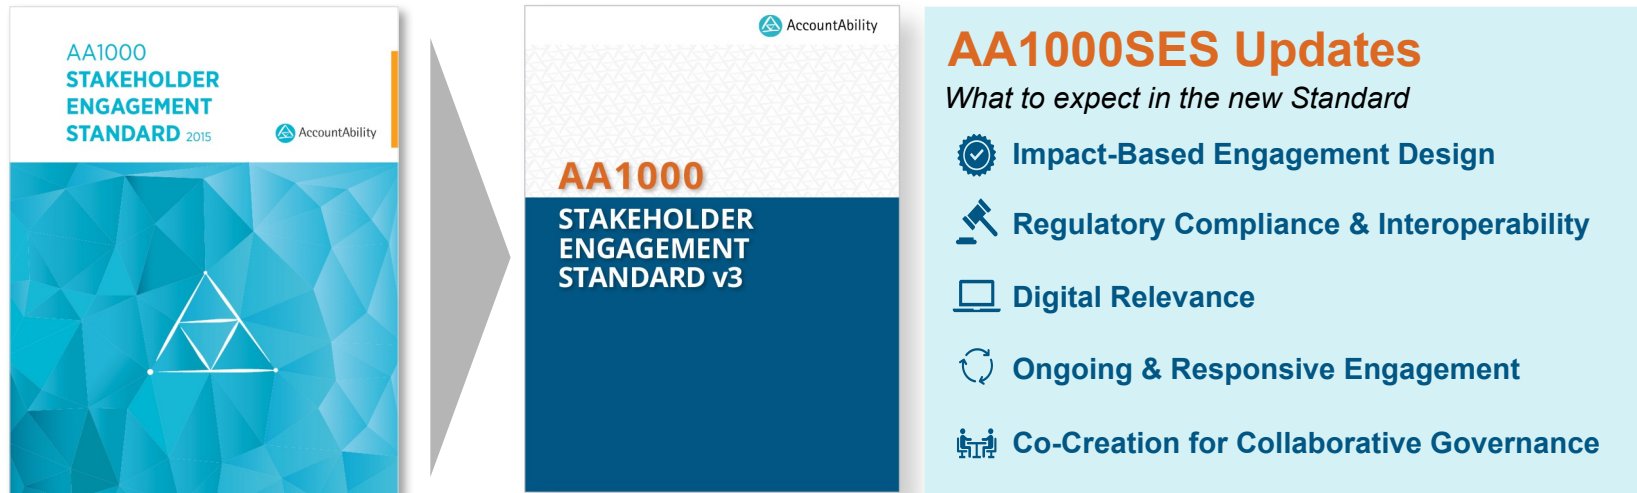 AA1000
STAKEHOLDER
ENGAGEMENT
STANDARD 2015
AccountAbility
AccountAbility
AA1000
STAKEHOLDER
ENGAGEMENT
STANDARD v3
AA1000SES Updates
What to expect in the new Standard
Impact-Based Engagement Design
Regulatory Compliance & Interoperability
Digital Relevance
Ongoing & Responsive Engagement
Co-Creation for Collaborative Governance